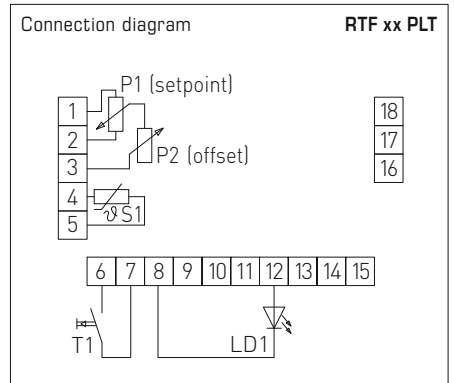 Connection diagram RTF xx PLT
P1 (setpoint)
1
2
3
4
5
P2 (offset)
ϑ S1
18
17
16
6 7 8 9 10 11 12 13 14 15
T1
LD1